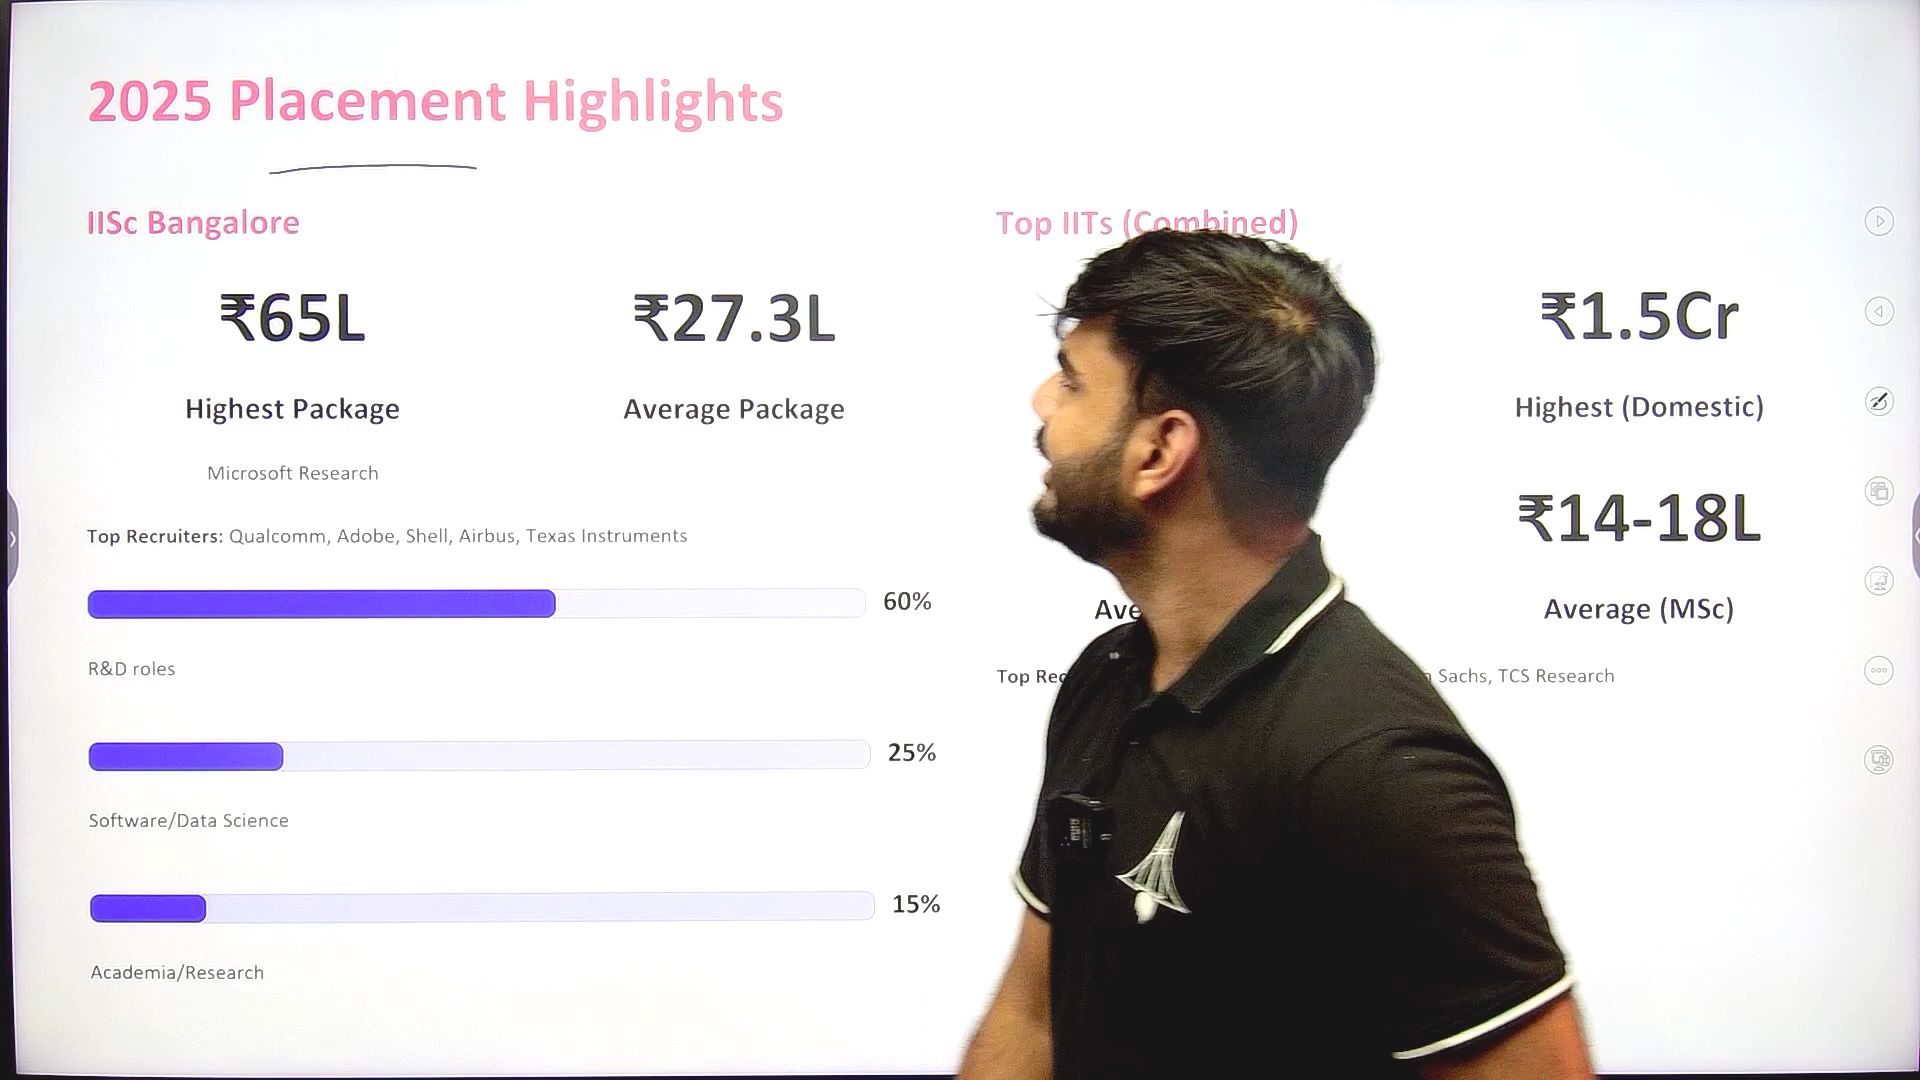 2025 Placement Highlights
IISc Bangalore
₹65L
₹27.3L
Highest Package
Average Package
Microsoft Research
Top Recruiters: Qualcomm, Adobe, Shell, Airbus, Texas Instruments
60%
R&D roles
25%
Software/Data Science
15%
Academia/Research
Top IITs (Combined)
₹1.5Cr
Highest (Domestic)
₹14-18L
Average (MSc)
Top
Sachs, TCS Research